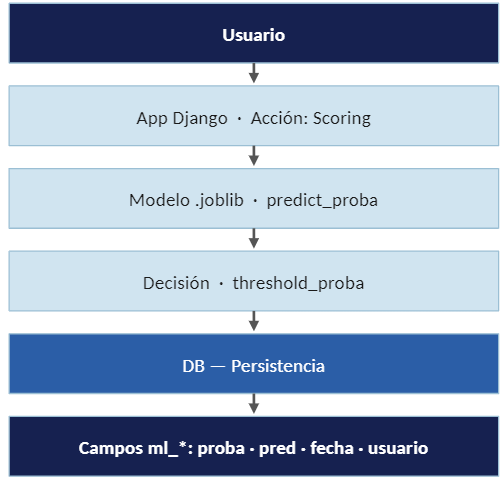 Usuario
App Django · Acción: Scoring
Modelo .joblib · predict_proba
Decisión · threshold_proba
DB — Persistencia
Campos ml_*: proba · pred · fecha · usuario